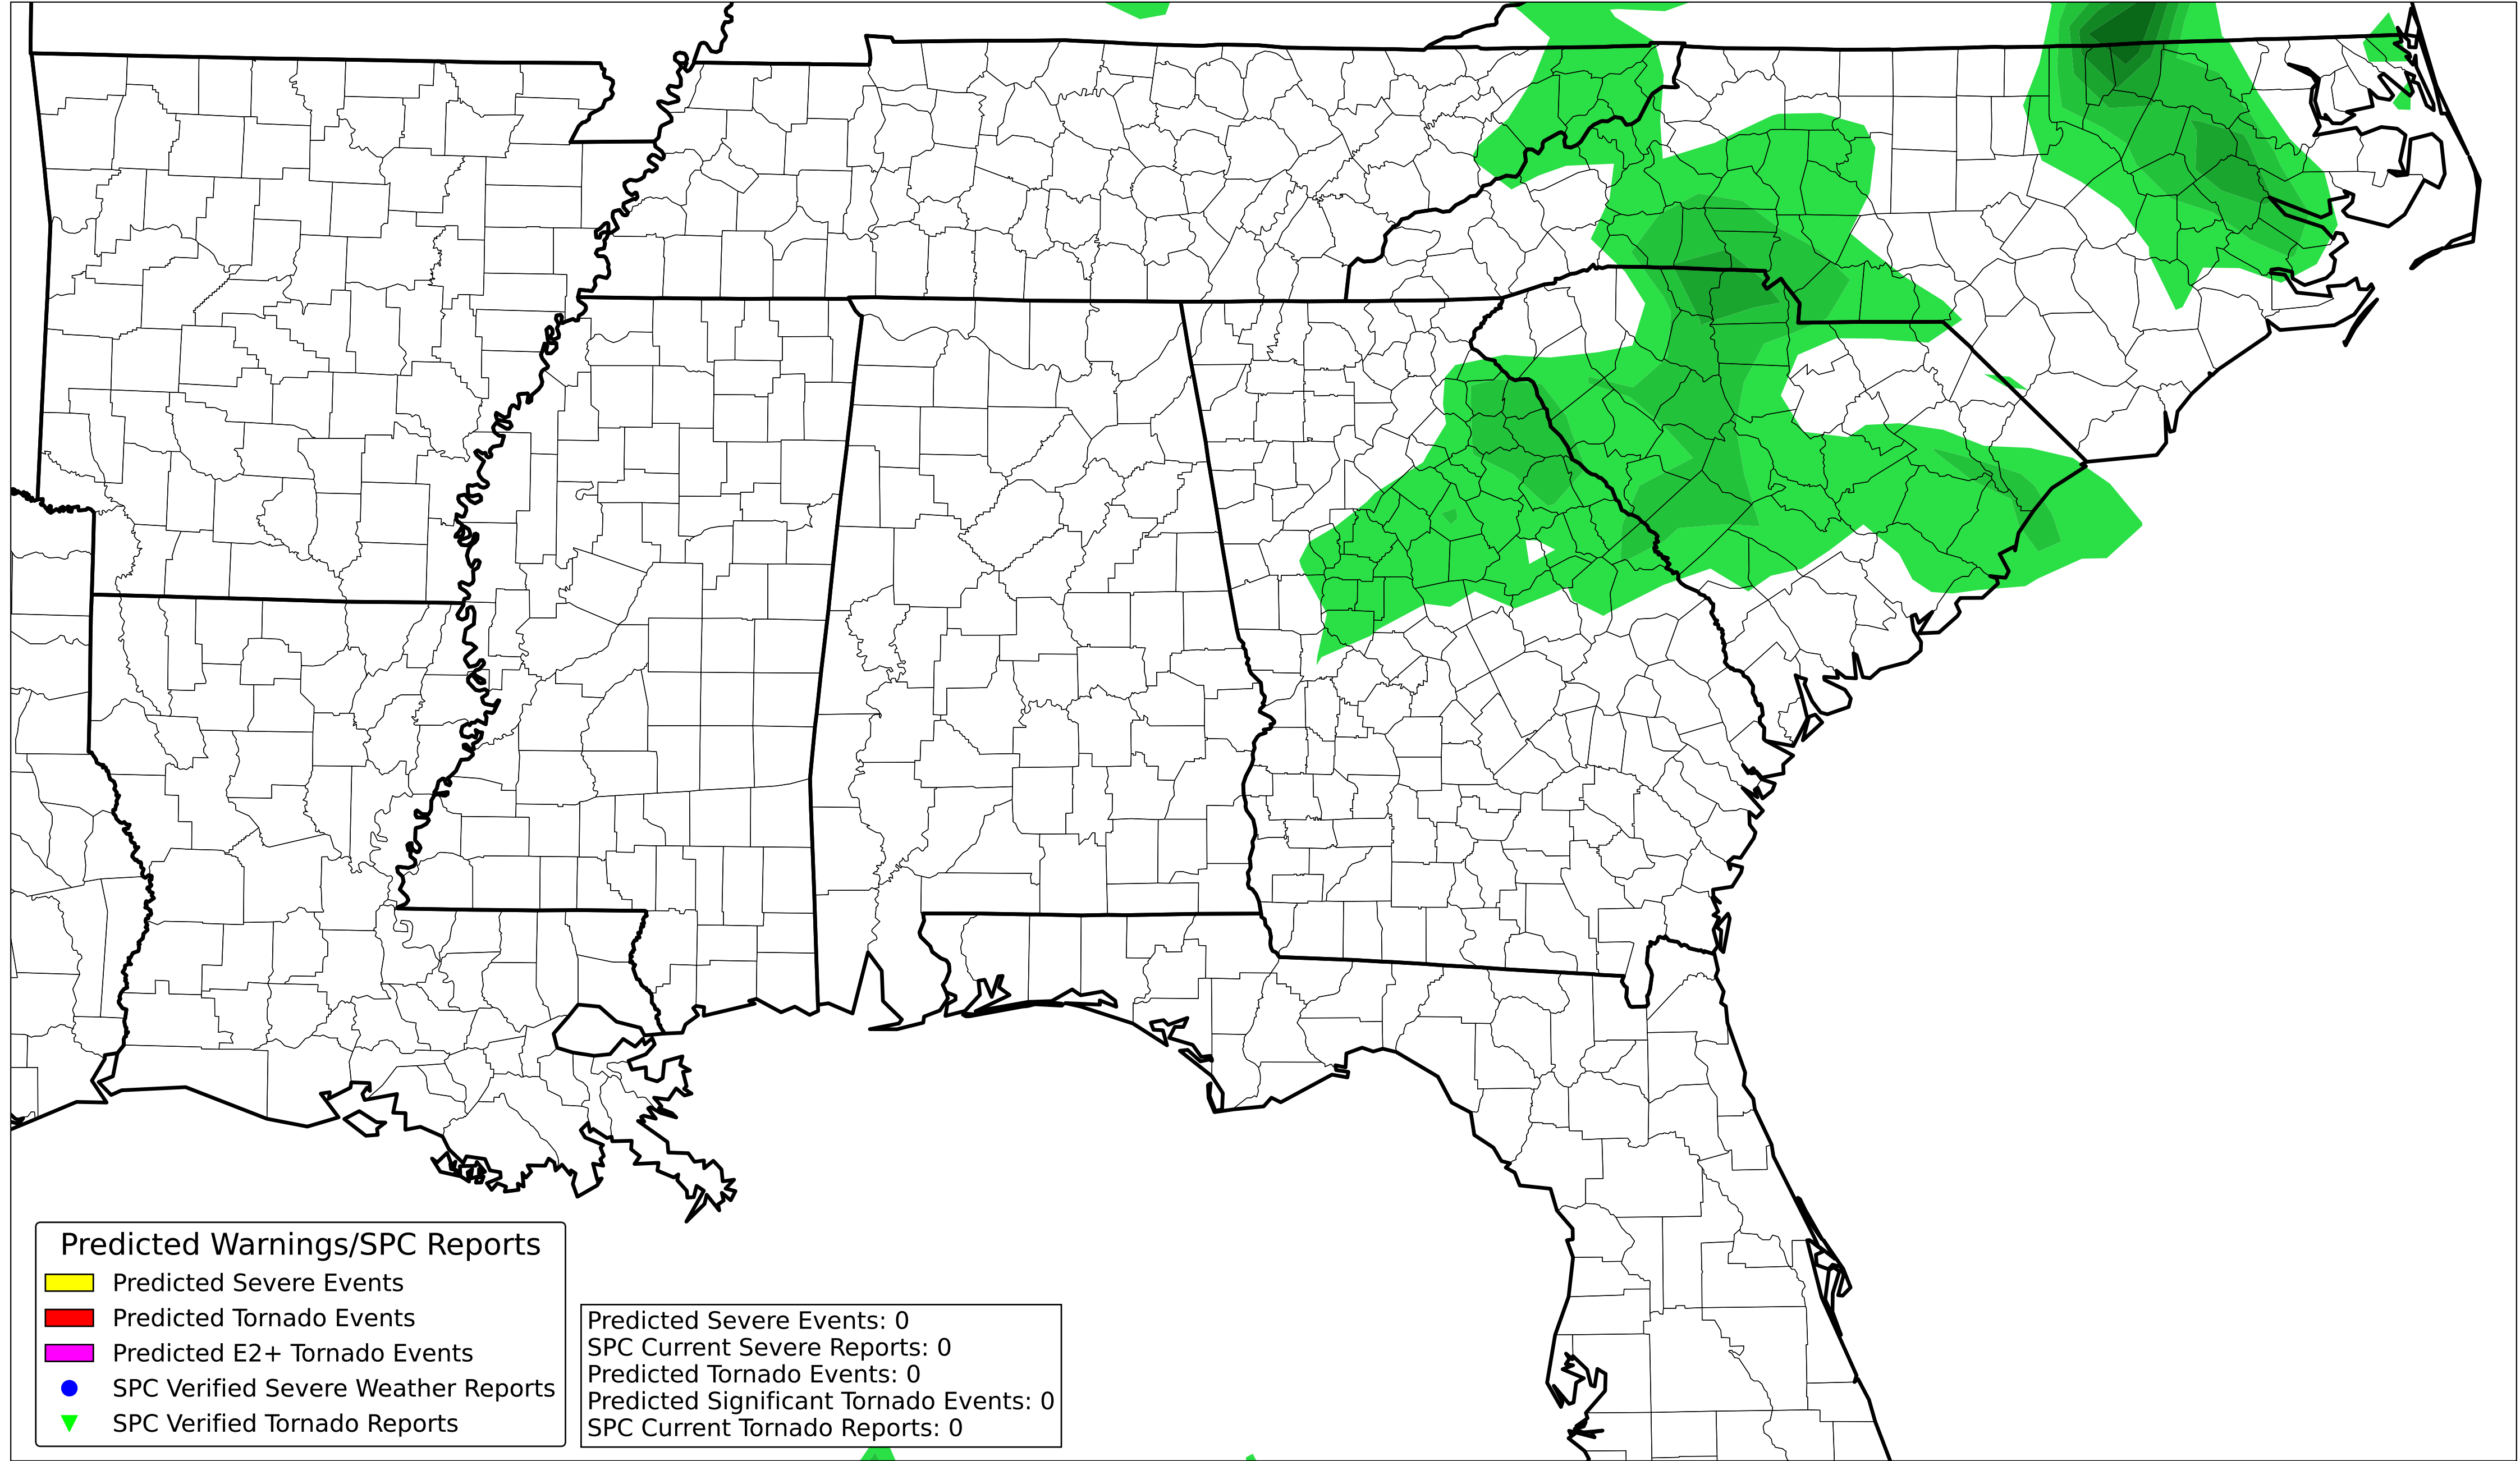 Predicted Warnings/SPC Reports
Predicted Severe Events
Predicted Tornado Events
Predicted E2+ Tornado Events
SPC Verified Severe Weather Reports
SPC Verified Tornado Reports
Predicted Severe Events: 0
SPC Current Severe Reports: 0
Predicted Tornado Events: 0
Predicted Significant Tornado Events: 0
SPC Current Tornado Reports: 0